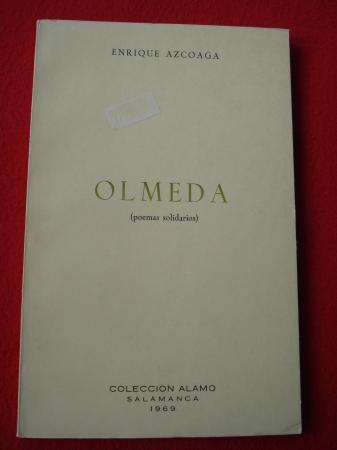 ENRIQUE AZCOAGA
OLMEDA
(poemas solidarios)
COLECCION ALAMO
SALAMANCA
1969